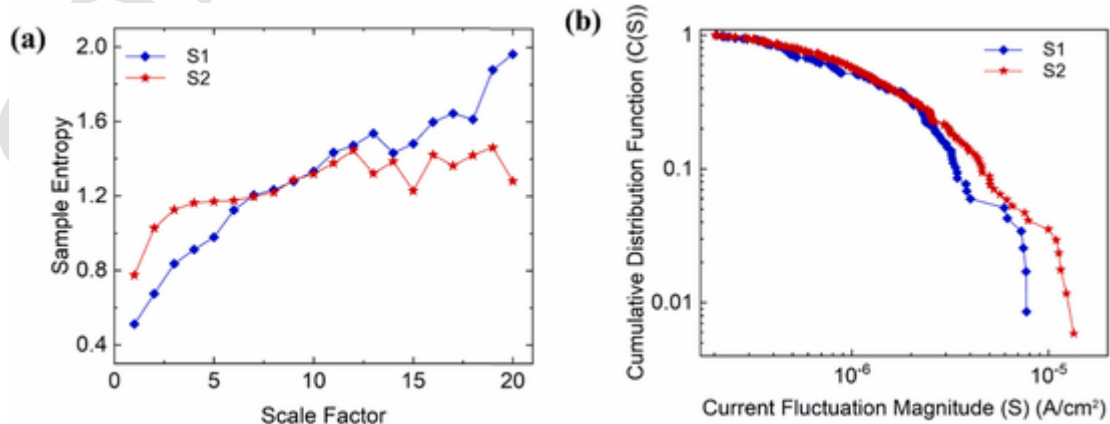 (a)
2.0
1.6
1.2
0.8
0.4
Sample Entropy
S1
S2
0
5
10
15
20
Scale Factor
(b)
1
0.1
0.01
Cumulative Distribution Function (C(S))
S1
S2
10⁻⁶
10⁻⁵
Current Fluctuation Magnitude (S) (A/cm²)